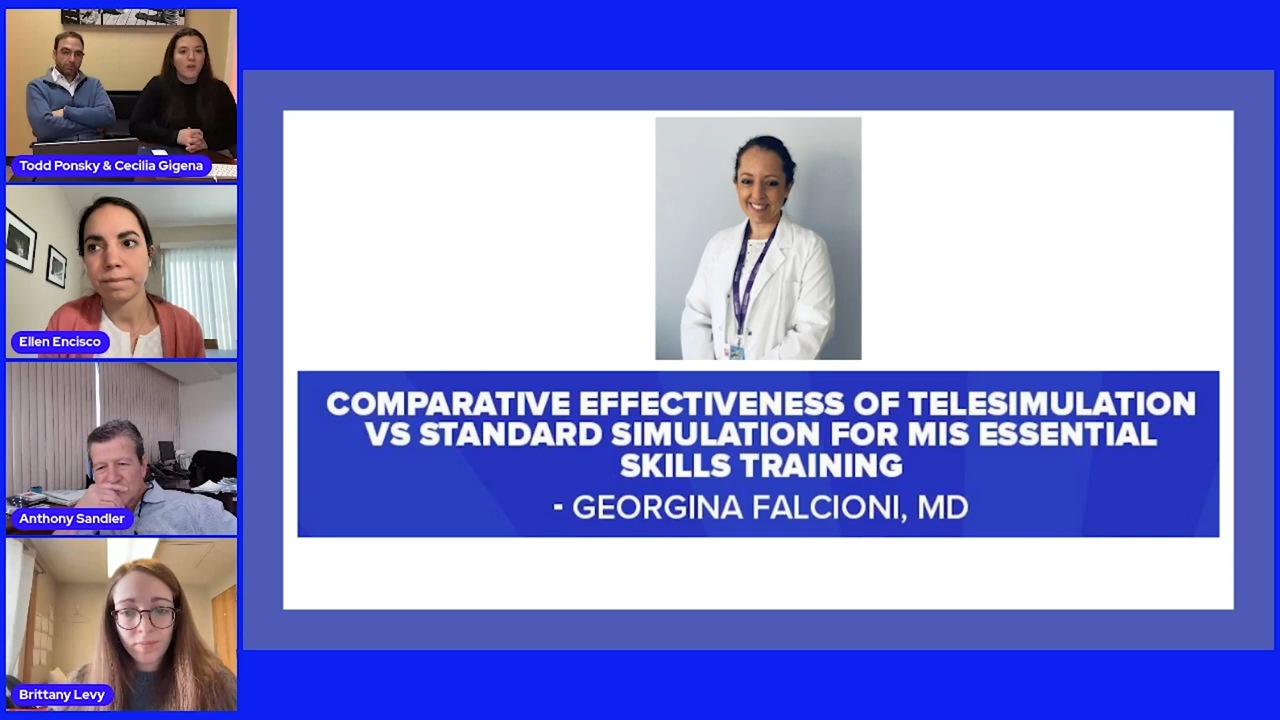 Todd Ponsky & Cecilia Gigena
Ellen Encisco
Anthony Sandler
Brittany Levy
COMPARATIVE EFFECTIVENESS OF TELESIMULATION
VS STANDARD SIMULATION FOR MIS ESSENTIAL
SKILLS TRAINING
- GEORGINA FALCIONI, MD